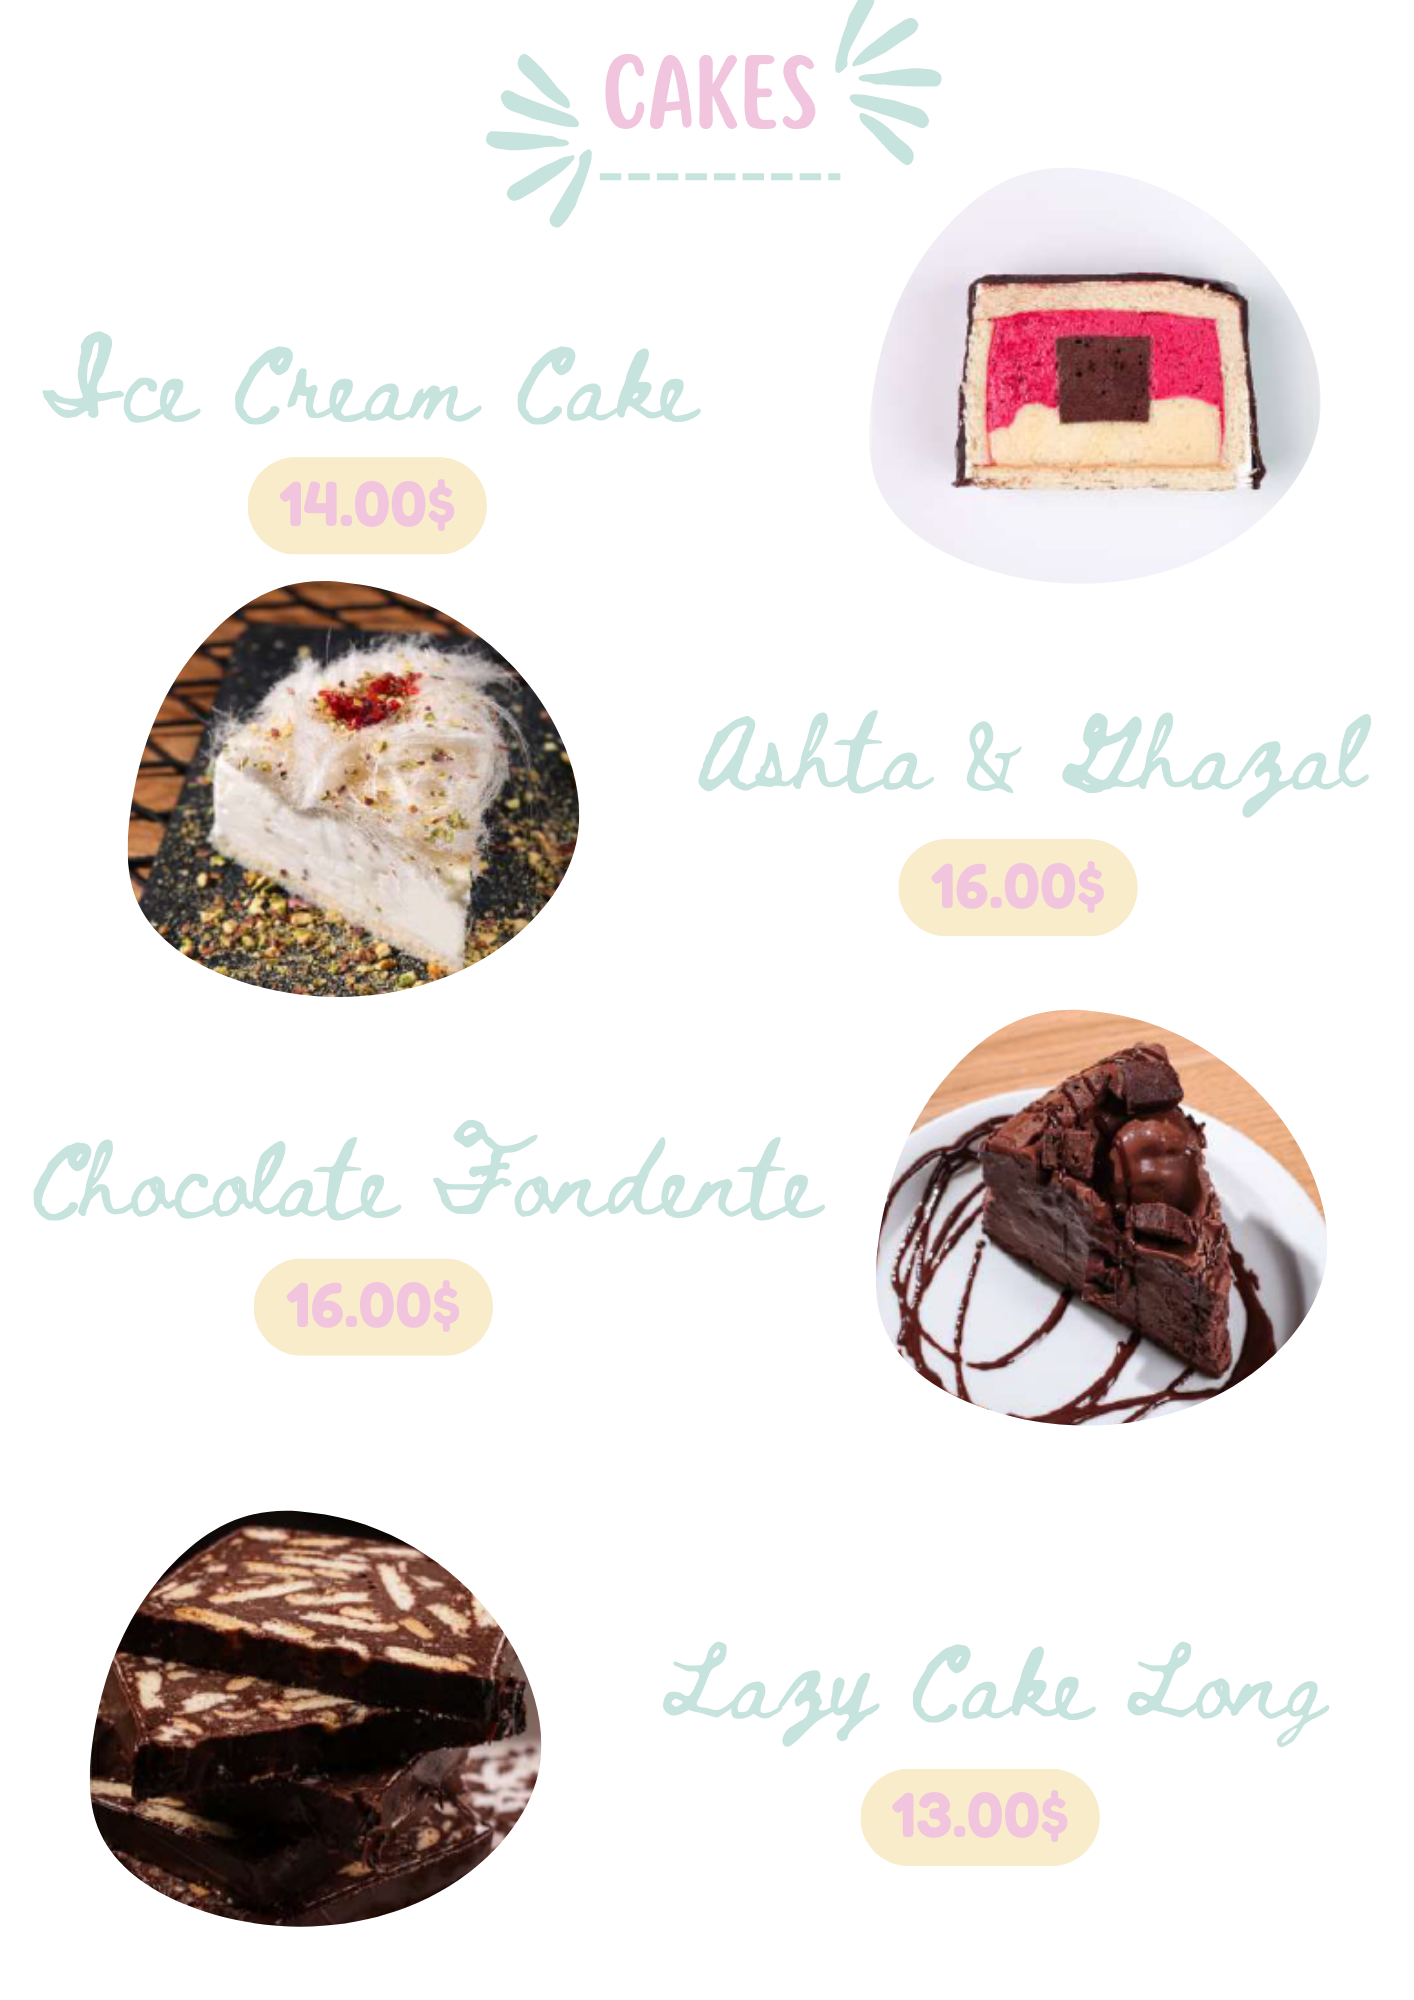 CAKES
Ice Cream Cake
14.00$
Ashta & Ghazal
16.00$
Chocolate Fondente
16.00$
Lazy Cake Long
13.00$